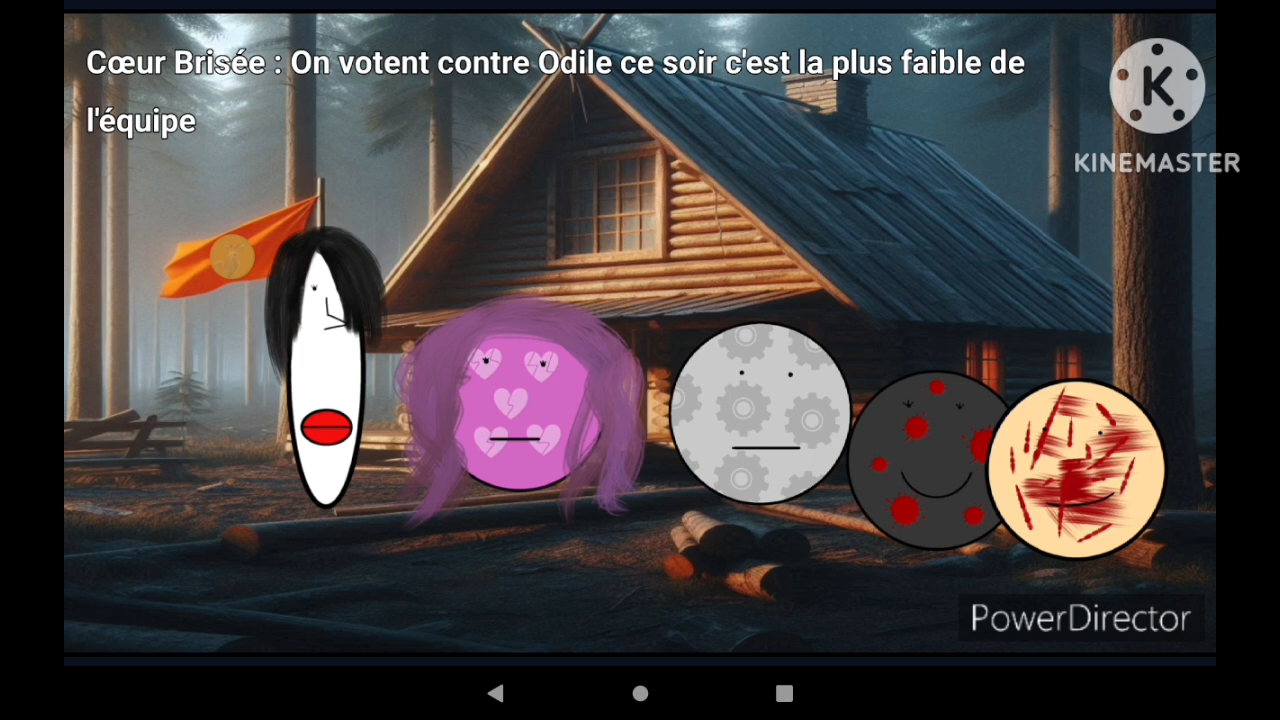 Cœur Brisée : On votent contre Odile ce soir c'est la plus faible de
l'équipe
K
KINEMASTER
PowerDirector